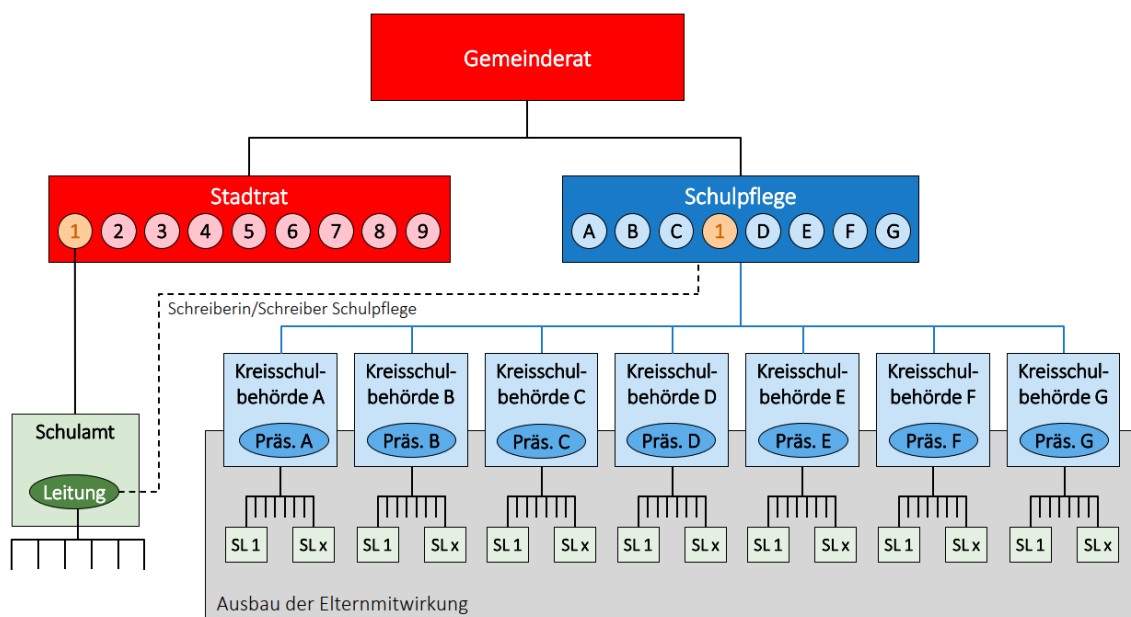 Gemeinderat
Stadtrat
1 2 3 4 5 6 7 8 9
Schulpflege
A B C 1 D E F G
Schreiberin/Schreiber Schulpflege
Kreisschul-
behörde A
Präs. A
Kreisschul-
behörde B
Präs. B
Kreisschul-
behörde C
Präs. C
Kreisschul-
behörde D
Präs. D
Kreisschul-
behörde E
Präs. E
Kreisschul-
behörde F
Präs. F
Kreisschul-
behörde G
Präs. G
Schulamt
Leitung
SL 1 SL x SL 1 SL x SL 1 SL x SL 1 SL x SL 1 SL x SL 1 SL x SL 1 SL x
Ausbau der Elternmitwirkung